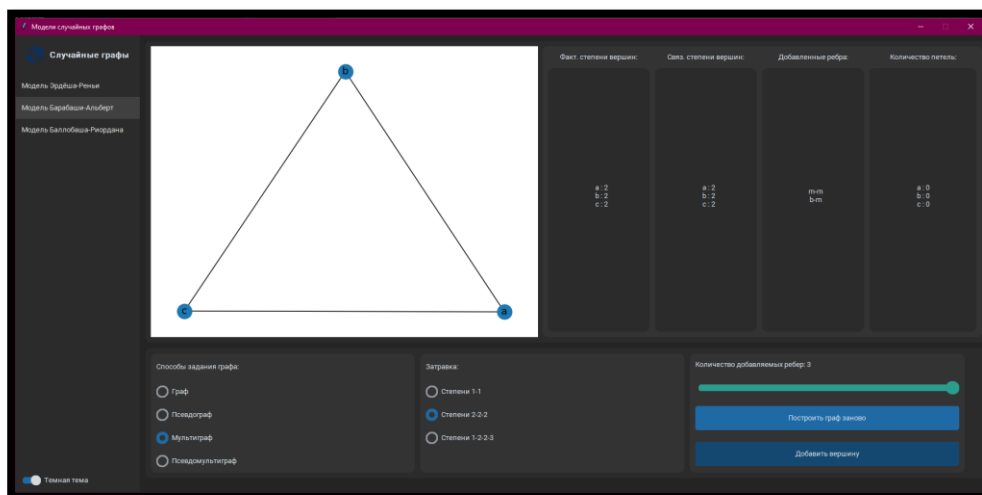 Модели случайных графов
Случайные графы
Модель Эрдёша-Реньи
Модель Барабаши-Альберт
Модель Баллобаша-Риордана
b
c
a
Факт. степени вершин:
a : 2
b : 2
c : 2
Связ. степени вершин:
a : 2
b : 2
c : 2
Добавленные ребра:
m-m
b-m
Количество петель:
a : 0
b : 0
c : 0
Способы задания графа:
Граф
Псевдограф
Мультиграф
Псевдомультиграф
Затравка:
Степени 1-1
Степени 2-2-2
Степени 1-2-2-3
Количество добавляемых ребер: 3
Построить граф заново
Добавить вершину
Темная тема